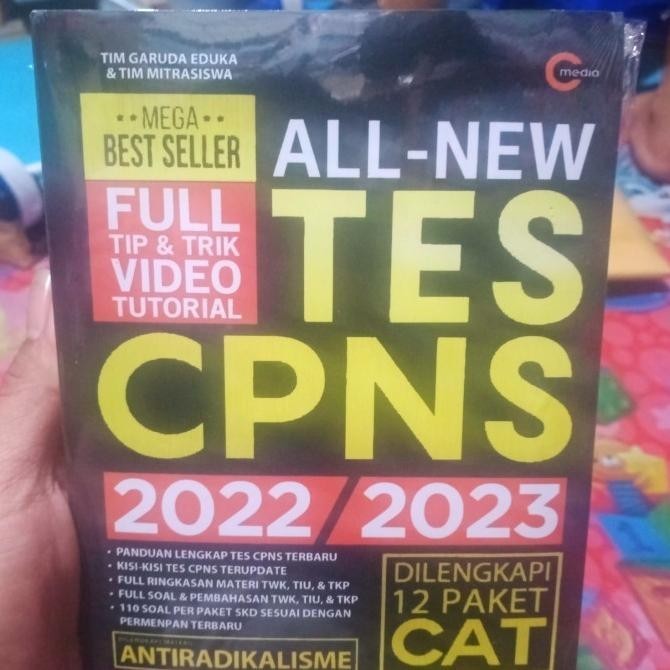 TIM GARUDA EDUKA
& TIM MITRASISWA
C media
MEGA
BEST SELLER
FULL
TIP & TRIK
VIDEO
TUTORIAL
ALL-NEW
TES
CPNS
2022/2023
• PANDUAN LENGKAP TES CPNS TERBARU
• KISI-KISI TES CPNS TERUPDATE
• FULL RINGKASAN MATERI TWK, TIU, & TKP
• FULL SOAL & PEMBAHASAN TWK, TIU, & TKP
• 110 SOAL PER PAKET SKD SESUAI DENGAN
PERMENPAN TERBARU
ANTIRADIKALISME
DILENGKAPI
12 PAKET
CAT